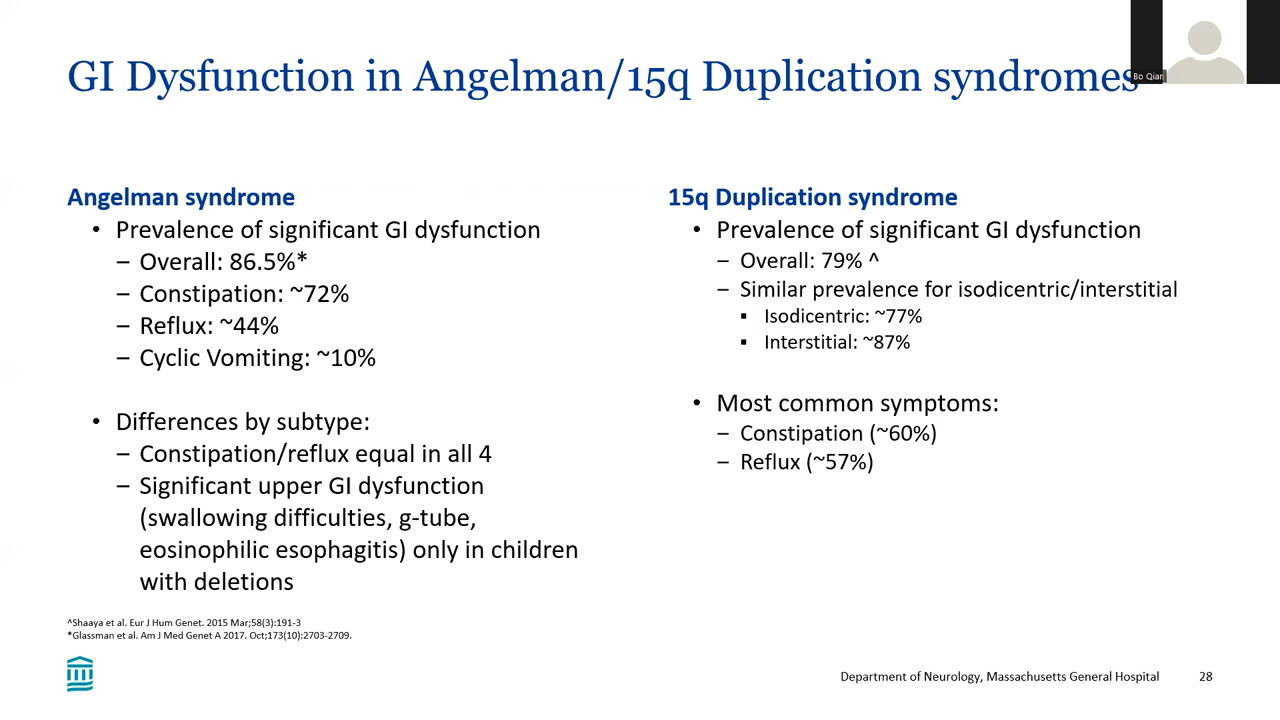 GI Dysfunction in Angelman/15q Duplication syndromes
Bo Qian
Angelman syndrome
• Prevalence of significant GI dysfunction
– Overall: 86.5%*
– Constipation: ~72%
– Reflux: ~44%
– Cyclic Vomiting: ~10%
• Differences by subtype:
– Constipation/reflux equal in all 4
– Significant upper GI dysfunction
(swallowing difficulties, g-tube,
eosinophilic esophagitis) only in children
with deletions
15q Duplication syndrome
• Prevalence of significant GI dysfunction
– Overall: 79% ^
– Similar prevalence for isodicentric/interstitial
▪ Isodicentric: ~77%
▪ Interstitial: ~87%
• Most common symptoms:
– Constipation (~60%)
– Reflux (~57%)
^Shaaya et al. Eur J Hum Genet. 2015 Mar;58(3):191-3
*Glassman et al. Am J Med Genet A 2017. Oct;173(10):2703-2709.
Department of Neurology, Massachusetts General Hospital
28